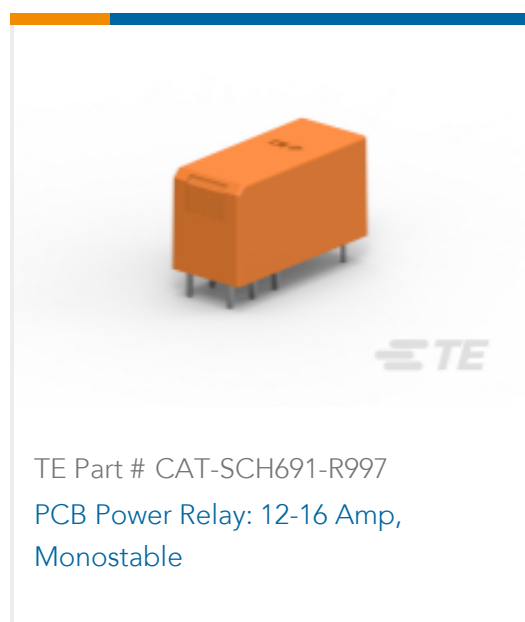 TE
TE Part # CAT-SCH691-R997
PCB Power Relay: 12-16 Amp,
Monostable